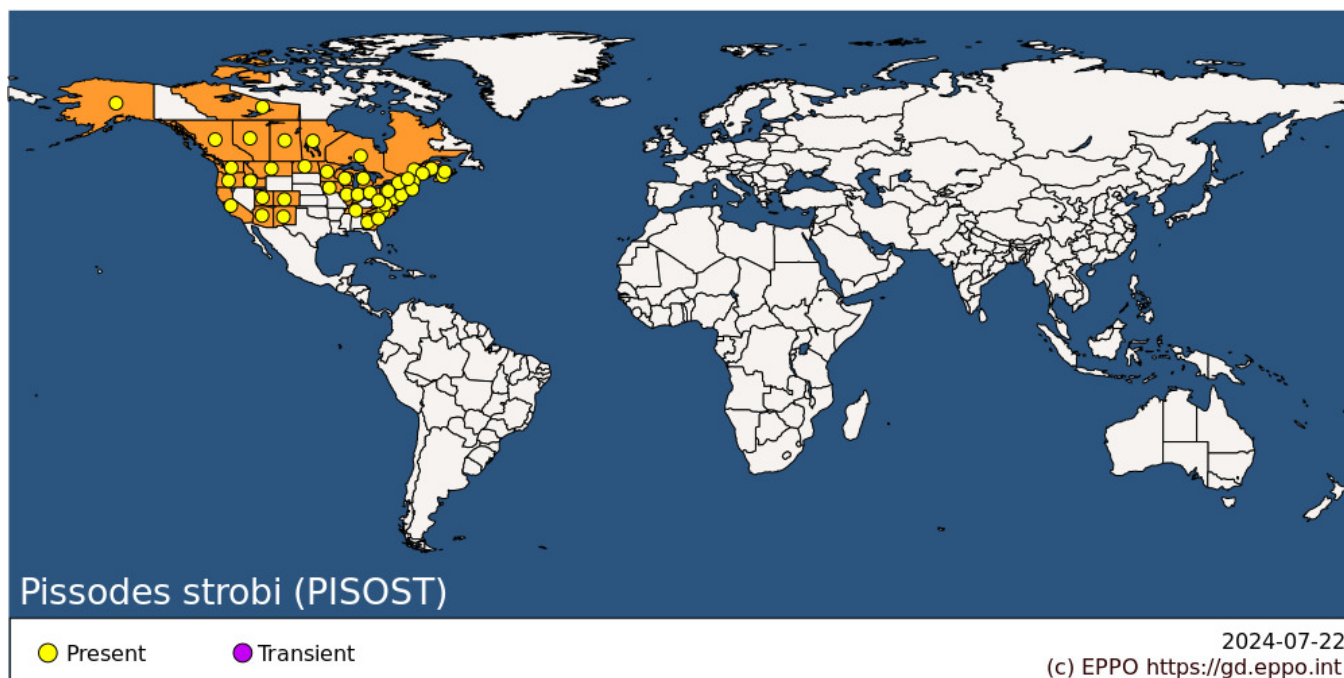 Pissodes strobi (PISOST)
Present
Transient
2024-07-22
(c) EPPO https://gd.eppo.int